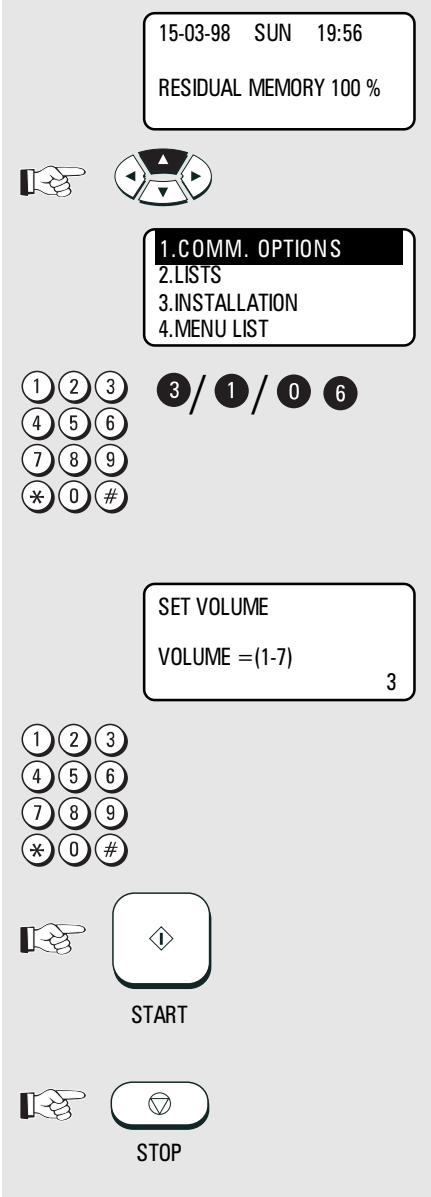 15-03-98 SUN 19:56
RESIDUAL MEMORY 100 %
1.COMM. OPTIONS
2.LISTS
3.INSTALLATION
4.MENU LIST
1 2 3
3 / 1 / 0 6
4 5 6
7 8 9
* 0 #
SET VOLUME
VOLUME =(1-7)
3
1 2 3
4 5 6
7 8 9
* 0 #
START
STOP